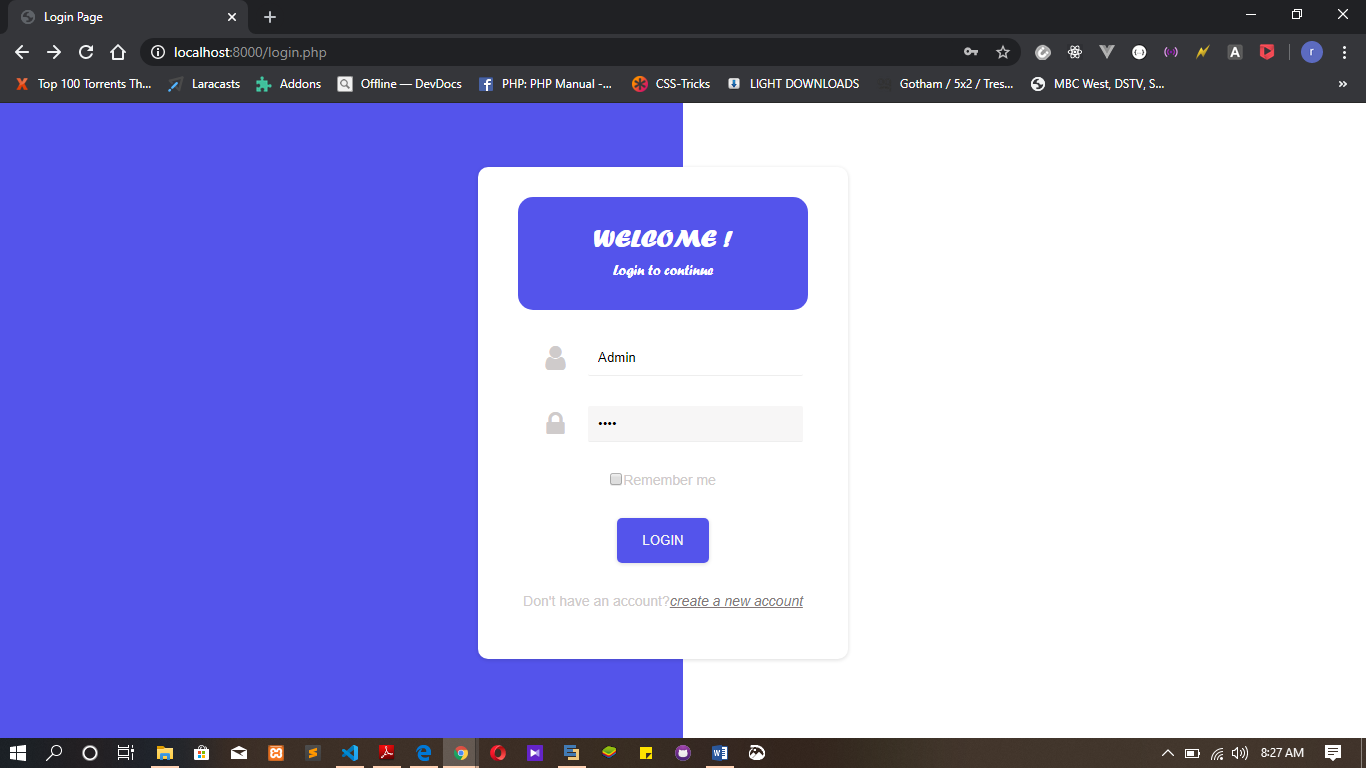 Login Page
localhost:8000/login.php
r
Top 100 Torrents Th...
Laracasts
Addons
Offline — DevDocs
PHP: PHP Manual -...
CSS-Tricks
LIGHT DOWNLOADS
Gotham / 5x2 / Tres...
MBC West, DSTV, S...
»
WELCOME !
Login to continue
Admin
••••
Remember me
LOGIN
Don't have an account?create a new account
8:27 AM